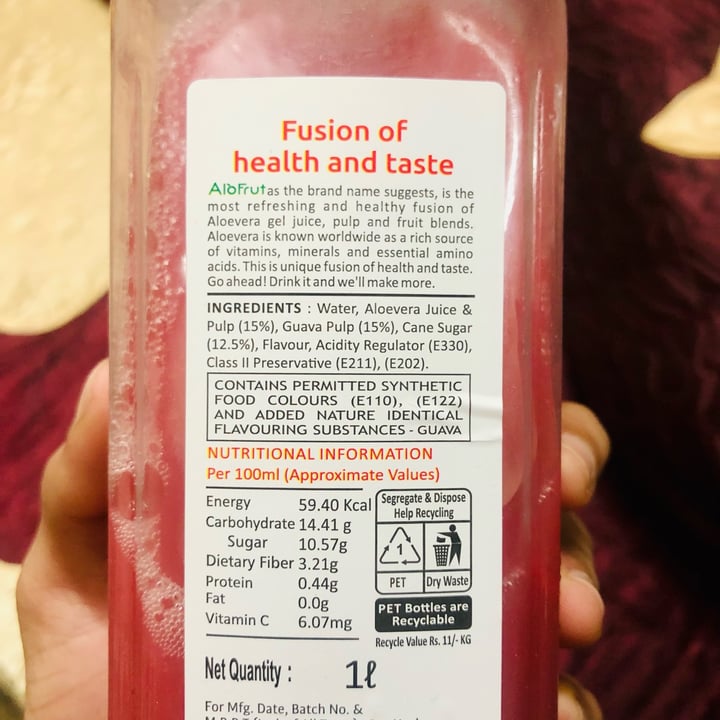 Fusion of
health and taste
AloFrut as the brand name suggests, is the
most refreshing and healthy fusion of
Aloevera gel juice, pulp and fruit blends.
Aloevera is known worldwide as a rich source
of vitamins, minerals and essential amino
acids. This is unique fusion of health and taste.
Go ahead! Drink it and we'll make more.
INGREDIENTS : Water, Aloevera Juice &
Pulp (15%), Guava Pulp (15%), Cane Sugar
(12.5%), Flavour, Acidity Regulator (E330),
Class II Preservative (E211), (E202).
CONTAINS PERMITTED SYNTHETIC
FOOD COLOURS (E110), (E122)
AND ADDED NATURE IDENTICAL
FLAVOURING SUBSTANCES - GUAVA
NUTRITIONAL INFORMATION
Per 100ml (Approximate Values)
Energy 59.40 Kcal
Carbohydrate 14.41 g
Sugar 10.57g
Dietary Fiber 3.21g
Protein 0.44g
Fat 0.0g
Vitamin C 6.07mg
Segregate & Dispose
Help Recycling
1
PET Dry Waste
PET Bottles are
Recyclable
Recycle Value Rs. 11/- KG
Net Quantity : 1ℓ
For Mfg. Date, Batch No. &